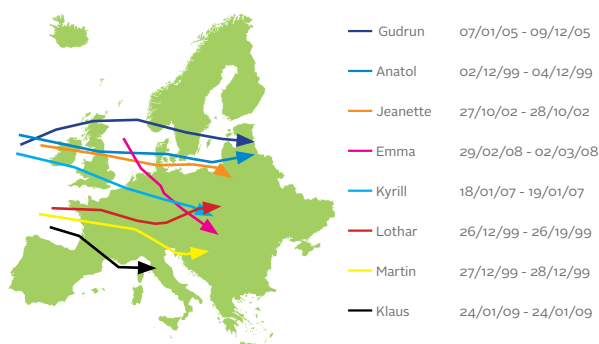 Gudrun 07/01/05 - 09/12/05
Anatol 02/12/99 - 04/12/99
Jeanette 27/10/02 - 28/10/02
Emma 29/02/08 - 02/03/08
Kyrill 18/01/07 - 19/01/07
Lothar 26/12/99 - 26/19/99
Martin 27/12/99 - 28/12/99
Klaus 24/01/09 - 24/01/09